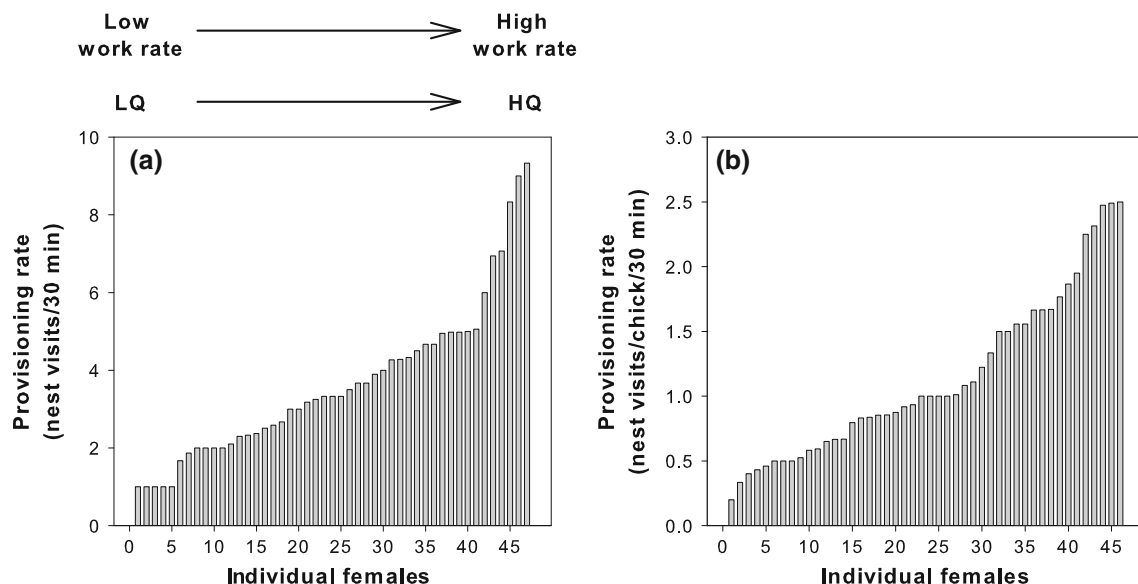 Low work rate
High work rate
LQ
HQ
(a)
10
8
6
4
2
0
Provisioning rate
(nest visits/30 min)
0 5 10 15 20 25 30 35 40 45
Individual females
(b)
3.0
2.5
2.0
1.5
1.0
0.5
0.0
Provisioning rate
(nest visits/chick/30 min)
0 5 10 15 20 25 30 35 40 45
Individual females